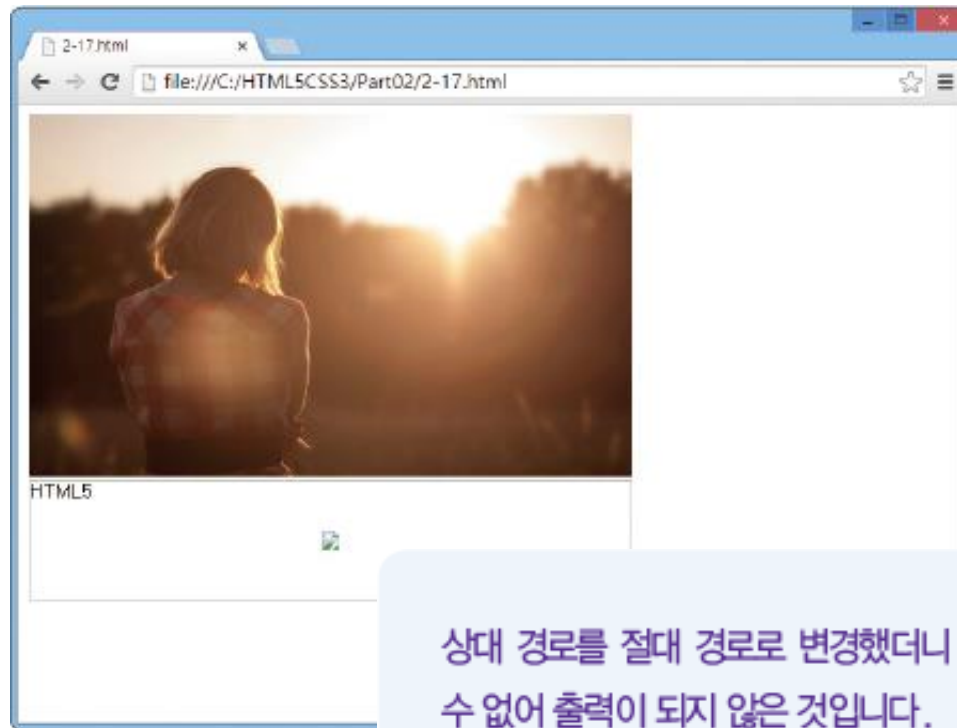 2-17.html
file:///C:/HTML5CSS3/Part02/2-17.html
HTML5
상대 경로를 절대 경로로 변경했더니
수 없어 출력이 되지 않은 것입니다.